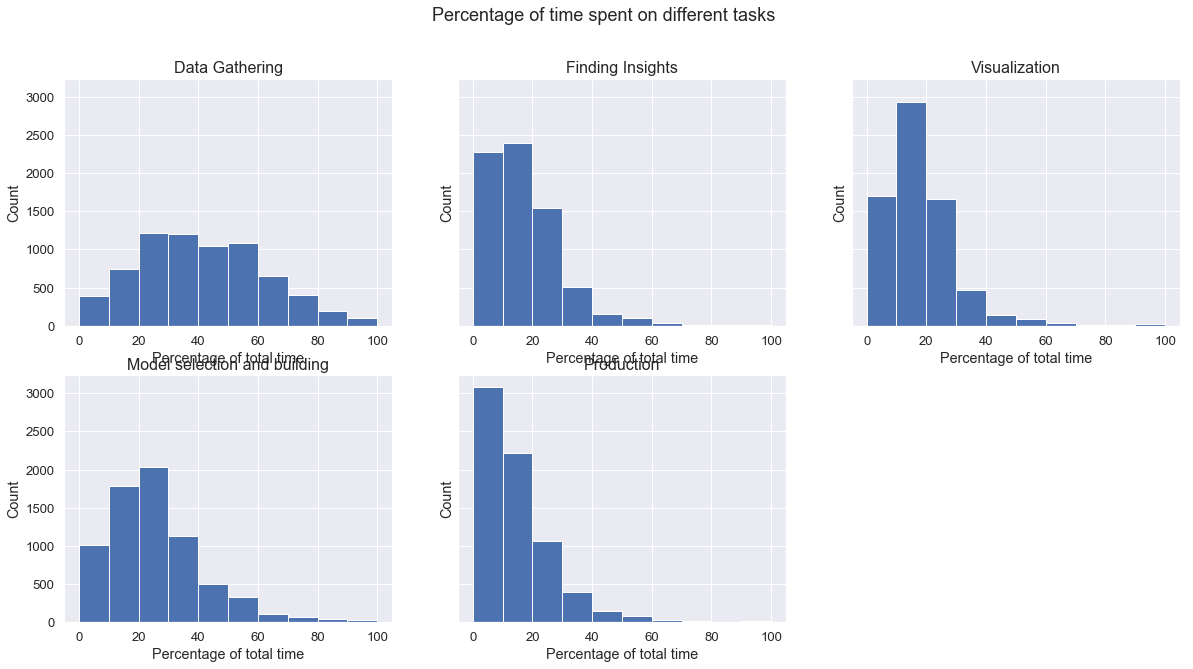 Percentage of time spent on different tasks
Data Gathering
Finding Insights
Visualization
3000
2500
2000
1500
1000
500
0
Count
Count
Count
0 20 40 60 80 100
0 20 40 60 80 100
0 20 40 60 80 100
Percentage of total time
Percentage of total time
Percentage of total time
Model selection and building
Production
3000
2500
2000
1500
1000
500
0
Count
Count
0 20 40 60 80 100
0 20 40 60 80 100
Percentage of total time
Percentage of total time